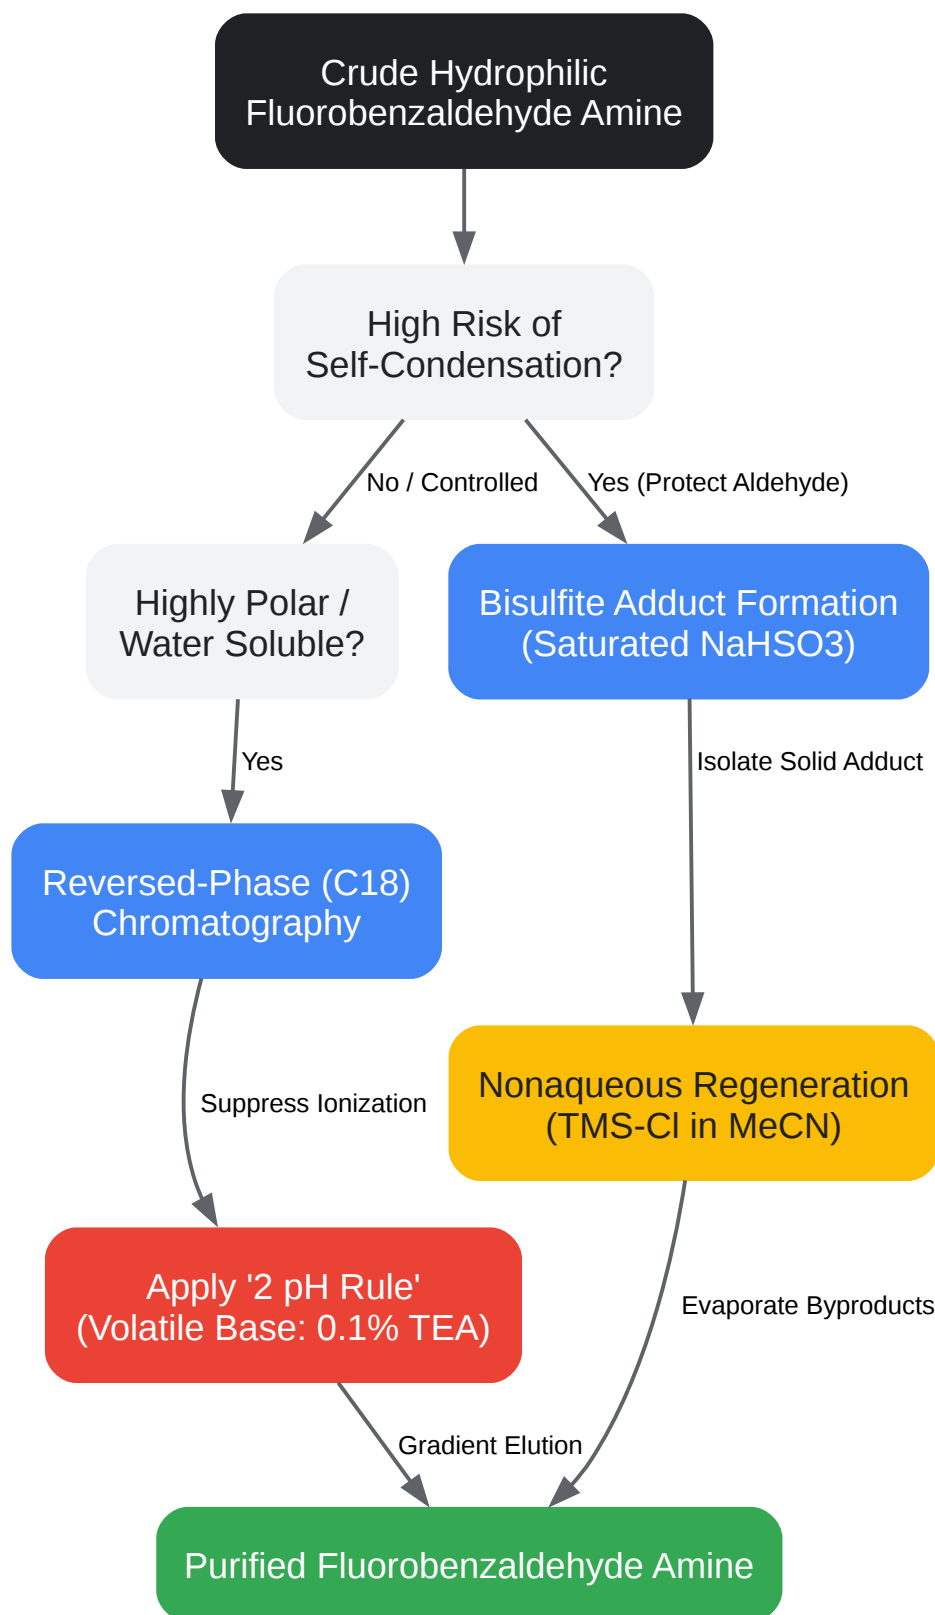 Crude Hydrophilic
Fluorobenzaldehyde Amine
High Risk of
Self-Condensation?
No / Controlled
Yes (Protect Aldehyde)
Highly Polar /
Water Soluble?
Bisulfite Adduct Formation
(Saturated NaHSO3)
Yes
Isolate Solid Adduct
Reversed-Phase (C18)
Chromatography
Nonaqueous Regeneration
(TMS-Cl in MeCN)
Suppress Ionization
Apply '2 pH Rule'
(Volatile Base: 0.1% TEA)
Evaporate Byproducts
Gradient Elution
Purified Fluorobenzaldehyde Amine